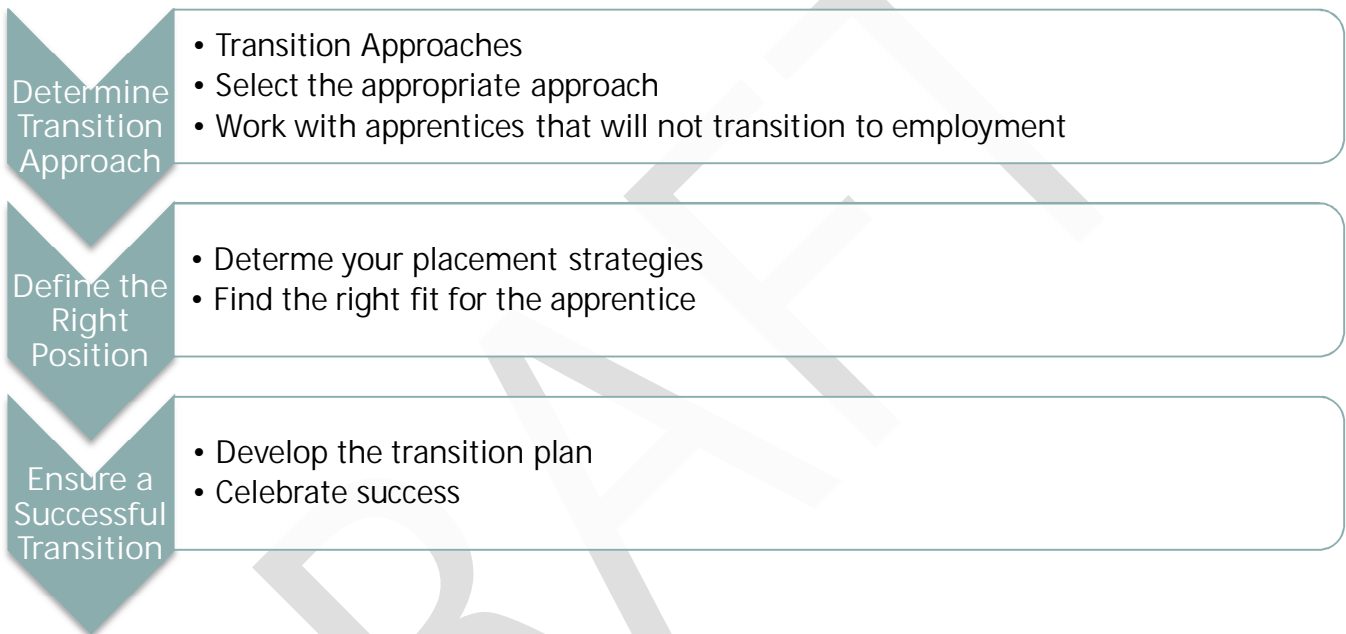 Determine
Transition
Approach
• Transition Approaches
• Select the appropriate approach
• Work with apprentices that will not transition to employment
Define the
Right
Position
• Determe your placement strategies
• Find the right fit for the apprentice
Ensure a
Successful
Transition
• Develop the transition plan
• Celebrate success
DRAFT